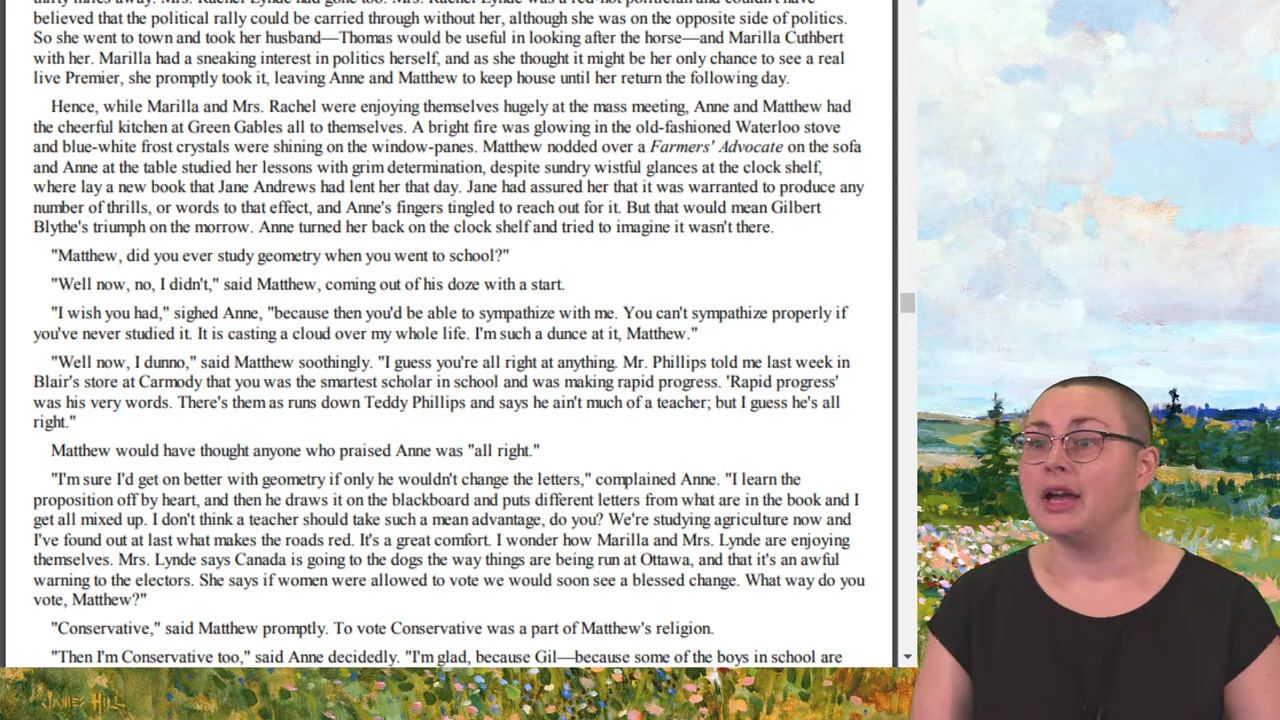 believed that the political rally could be carried through without her, although she was on the opposite side of politics.
So she went to town and took her husband—Thomas would be useful in looking after the horse—and Marilla Cuthbert
with her. Marilla had a sneaking interest in politics herself, and as she thought it might be her only chance to see a real
live Premier, she promptly took it, leaving Anne and Matthew to keep house until her return the following day.
Hence, while Marilla and Mrs. Rachel were enjoying themselves hugely at the mass meeting, Anne and Matthew had
the cheerful kitchen at Green Gables all to themselves. A bright fire was glowing in the old-fashioned Waterloo stove
and blue-white frost crystals were shining on the window-panes. Matthew nodded over a Farmers' Advocate on the sofa
and Anne at the table studied her lessons with grim determination, despite sundry wistful glances at the clock shelf,
where lay a new book that Jane Andrews had lent her that day. Jane had assured her that it was warranted to produce any
number of thrills, or words to that effect, and Anne's fingers tingled to reach out for it. But that would mean Gilbert
Blythe's triumph on the morrow. Anne turned her back on the clock shelf and tried to imagine it wasn't there.
"Matthew, did you ever study geometry when you went to school?"
"Well now, no, I didn't," said Matthew, coming out of his doze with a start.
"I wish you had," sighed Anne, "because then you'd be able to sympathize with me. You can't sympathize properly if
you've never studied it. It is casting a cloud over my whole life. I'm such a dunce at it, Matthew."
"Well now, I dunno," said Matthew soothingly. "I guess you're all right at anything. Mr. Phillips told me last week in
Blair's store at Carmody that you was the smartest scholar in school and was making rapid progress. 'Rapid progress'
was his very words. There's them as runs down Teddy Phillips and says he ain't much of a teacher; but I guess he's all
right."
Matthew would have thought anyone who praised Anne was "all right."
"I'm sure I'd get on better with geometry if only he wouldn't change the letters," complained Anne. "I learn the
proposition off by heart, and then he draws it on the blackboard and puts different letters from what are in the book and I
get all mixed up. I don't think a teacher should take such a mean advantage, do you? We're studying agriculture now and
I've found out at last what makes the roads red. It's a great comfort. I wonder how Marilla and Mrs. Lynde are enjoying
themselves. Mrs. Lynde says Canada is going to the dogs the way things are being run at Ottawa, and that it's an awful
warning to the electors. She says if women were allowed to vote we would soon see a blessed change. What way do you
vote, Matthew?"
"Conservative," said Matthew promptly. To vote Conservative was a part of Matthew's religion.
"Then I'm Conservative too," said Anne decidedly. "I'm glad, because Gil—because some of the boys in school are
JAMES HILL